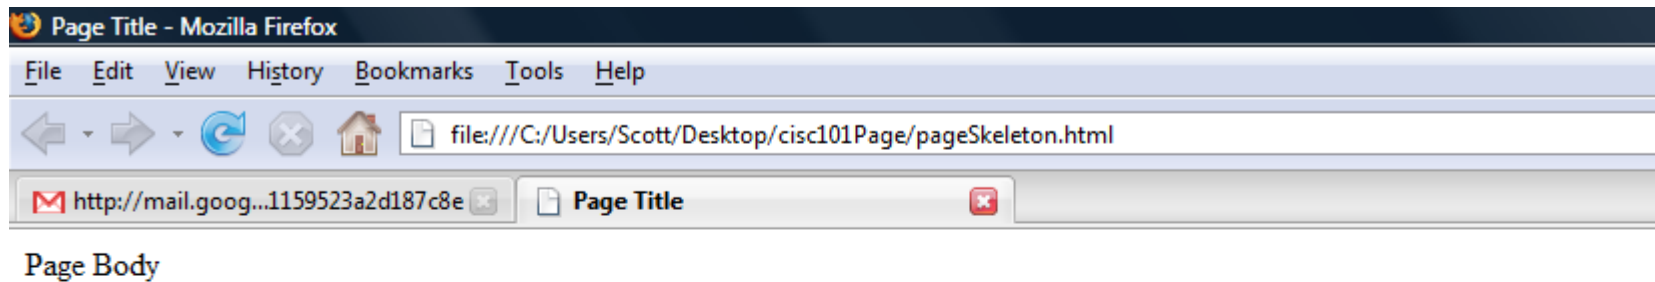 Page Title - Mozilla Firefox
File Edit View History Bookmarks Tools Help
file:///C:/Users/Scott/Desktop/cisc101Page/pageSkeleton.html
http://mail.goog...1159523a2d187c8e Page Title
Page Body